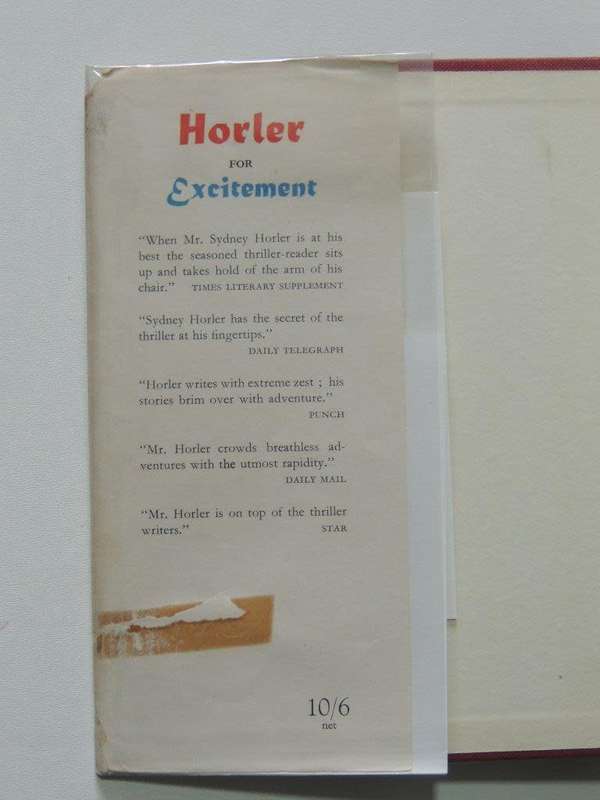 Horler
FOR
Excitement
“When Mr. Sydney Horler is at his
best the seasoned thriller-reader sits
up and takes hold of the arm of his
chair.” TIMES LITERARY SUPPLEMENT
“Sydney Horler has the secret of the
thriller at his fingertips.”
DAILY TELEGRAPH
“Horler writes with extreme zest ; his
stories brim over with adventure.”
PUNCH
“Mr. Horler crowds breathless ad-
ventures with the utmost rapidity.”
DAILY MAIL
“Mr. Horler is on top of the thriller
writers.” STAR
10/6
net